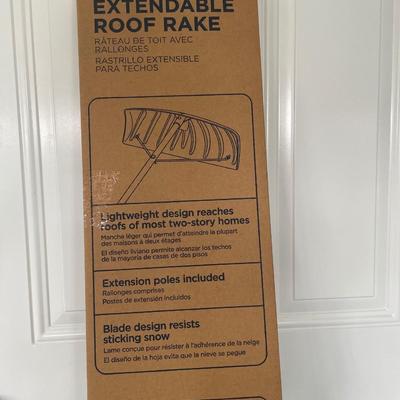 EXTENDABLE
ROOF RAKE
RÂTEAU DE TOIT AVEC
RALLONGES
RASTRILLO EXTENSIBLE
PARA TECHOS
Lightweight design reaches
roofs of most two-story homes
Manche léger qui permet d'atteindre la plupart
des maisons à deux étages
El diseño liviano permite alcanzar los techos
de la mayoría de casas de dos pisos
Extension poles included
Rallonges comprises
Postes de extensión incluidos
Blade design resists
sticking snow
Lame conçue pour résister à l'adhérence de la neige
El diseño de la hoja evita que la nieve se pegue